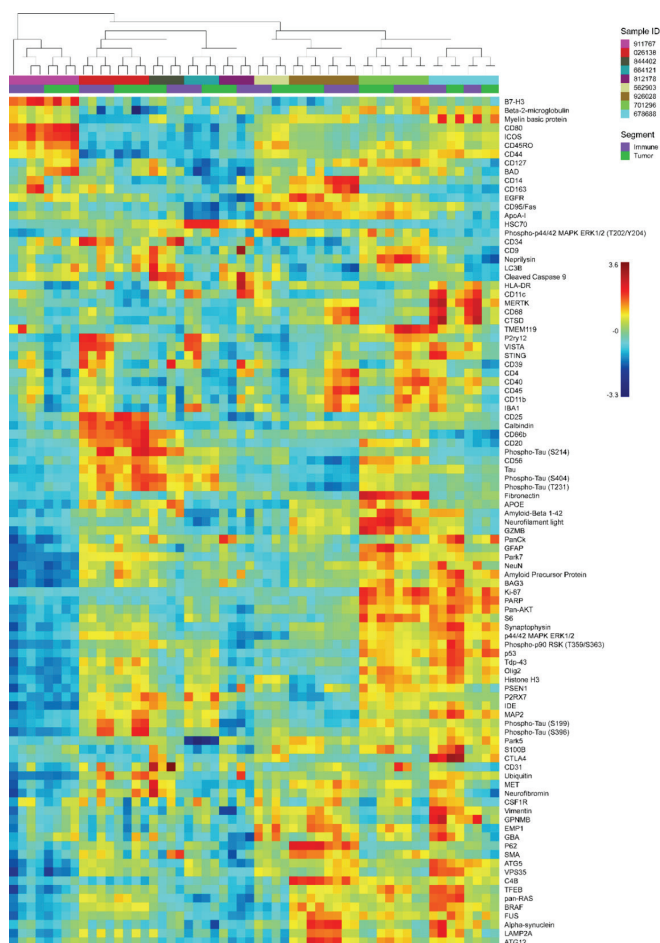 Sample ID
911767
026138
844402
664121
812178
562903
926028
701296
678688
Segment
Immune
Tumor
B7-H3
Beta-2-microglobulin
Myelin basic protein
CD80
ICOS
CD45RO
CD44
CD127
BAD
CD14
CD163
EGFR
CD95/Fas
ApoA-I
HSC70
Phospho-p44/42 MAPK ERK1/2 (T202/Y204)
CD34
CD9
Neprilysin
LC3B
Cleaved Caspase 9
HLA-DR
CD11c
MERTK
CD68
CTSD
TMEM119
P2ry12
VISTA
STING
CD39
CD4
CD40
CD45
CD11b
IBA1
CD25
Calbindin
CD66b
CD20
Phospho-Tau (S214)
CD56
Tau
Phospho-Tau (S404)
Phospho-Tau (T231)
Fibronectin
APOE
Amyloid-Beta 1-42
Neurofilament light
GZMB
PanCk
GFAP
Park7
NeuN
Amyloid Precursor Protein
BAG3
Ki-67
PARP
Pan-AKT
S6
Synaptophysin
p44/42 MAPK ERK1/2
Phospho-p90 RSK (T359/S363)
p53
Tdp-43
Olig2
Histone H3
PSEN1
P2RX7
IDE
MAP2
Phospho-Tau (S199)
Phospho-Tau (S396)
Park5
S100B
CTLA4
CD31
Ubiquitin
MET
Neurofibromin
CSF1R
Vimentin
GPNMB
EMP1
GBA
P62
SMA
ATG5
VPS35
C4B
TFEB
pan-RAS
BRAF
FUS
Alpha-synuclein
LAMP2A
ATG12
3.6
-0
-3.3